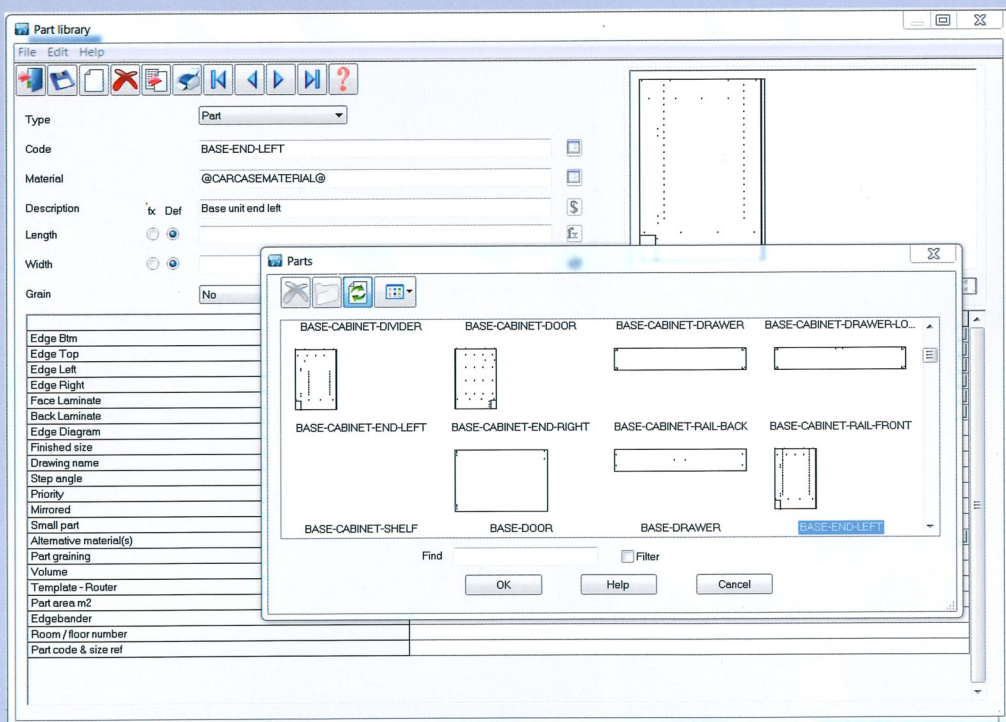 Part library
File Edit Help
Type Part
Code BASE-END-LEFT
Material @CARCASEMATERIAL@
Description fx Def Base unit end left
Length fx
Width
Grain No
Parts
BASE-CABINET-DIVIDER BASE-CABINET-DOOR BASE-CABINET-DRAWER BASE-CABINET-DRAWER-LO...
BASE-CABINET-END-LEFT BASE-CABINET-END-RIGHT BASE-CABINET-RAIL-BACK BASE-CABINET-RAIL-FRONT
BASE-CABINET-SHELF BASE-DOOR BASE-DRAWER BASE-END-LEFT
Find Filter
OK Help Cancel
Edge Btm
Edge Top
Edge Left
Edge Right
Face Laminate
Back Laminate
Edge Diagram
Finished size
Drawing name
Step angle
Priority
Mirrored
Small part
Alternative material(s)
Part graining
Volume
Template - Router
Part area m2
Edgebander
Room / floor number
Part code & size ref